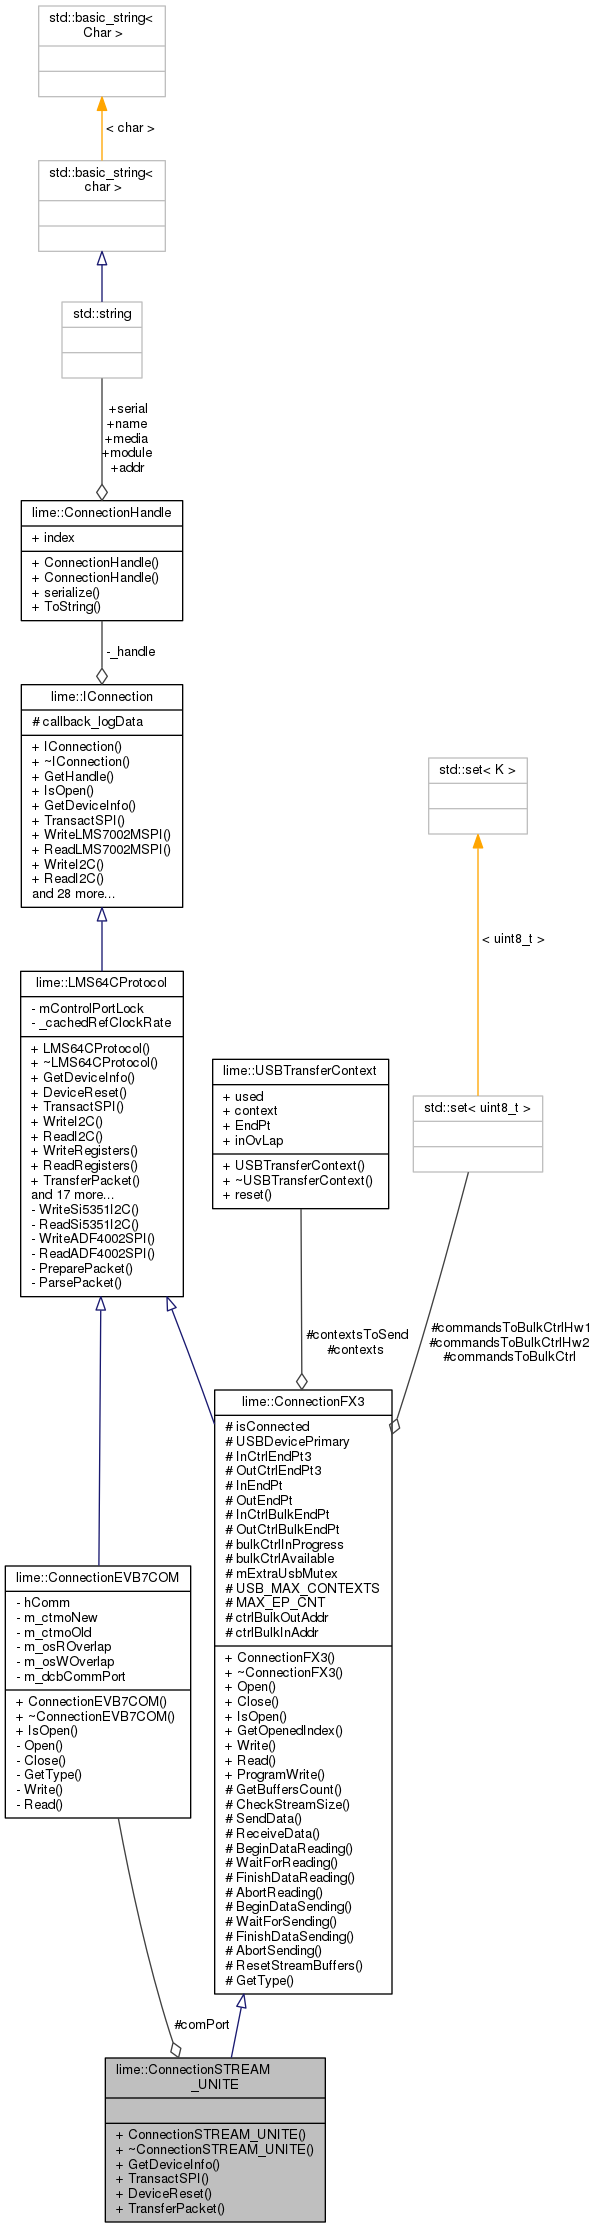 std::basic_string<
Char >
< char >
std::basic_string<
char >
std::string
+serial
+name
+media
+module
+addr
lime::ConnectionHandle
+ index
+ ConnectionHandle()
+ ConnectionHandle()
+ serialize()
+ ToString()
-_handle
lime::IConnection
# callback_logData
+ IConnection()
+ ~IConnection()
+ GetHandle()
+ IsOpen()
+ GetDeviceInfo()
+ TransactSPI()
+ WriteLMS7002MSPI()
+ ReadLMS7002MSPI()
+ WriteI2C()
+ ReadI2C()
and 28 more...
std::set< K >
< uint8_t >
lime::LMS64CProtocol
- mControlPortLock
- _cachedRefClockRate
+ LMS64CProtocol()
+ ~LMS64CProtocol()
+ GetDeviceInfo()
+ DeviceReset()
+ TransactSPI()
+ WriteI2C()
+ ReadI2C()
+ WriteRegisters()
+ ReadRegisters()
+ TransferPacket()
and 17 more...
- WriteSi5351I2C()
- ReadSi5351I2C()
- WriteADF4002SPI()
- ReadADF4002SPI()
- PreparePacket()
- ParsePacket()
lime::USBTransferContext
+ used
+ context
+ EndPt
+ inOvLap
+ USBTransferContext()
+ ~USBTransferContext()
+ reset()
std::set< uint8_t >
#contextsToSend
#contexts
#commandsToBulkCtrlHw1
#commandsToBulkCtrlHw2
#commandsToBulkCtrl
lime::ConnectionFX3
# isConnected
# USBDevicePrimary
# InCtrlEndPt3
# OutCtrlEndPt3
# InEndPt
# OutEndPt
# InCtrlBulkEndPt
# OutCtrlBulkEndPt
# bulkCtrlInProgress
# bulkCtrlAvailable
# mExtraUsbMutex
# USB_MAX_CONTEXTS
# MAX_EP_CNT
# ctrlBulkOutAddr
# ctrlBulkInAddr
+ ConnectionFX3()
+ ~ConnectionFX3()
+ Open()
+ Close()
+ IsOpen()
+ GetOpenedIndex()
+ Write()
+ Read()
+ ProgramWrite()
# GetBuffersCount()
# CheckStreamSize()
# SendData()
# ReceiveData()
# BeginDataReading()
# WaitForReading()
# FinishDataReading()
# AbortReading()
# BeginDataSending()
# WaitForSending()
# FinishDataSending()
# AbortSending()
# ResetStreamBuffers()
# GetType()
lime::ConnectionEVB7COM
- hComm
- m_ctmoNew
- m_ctmoOld
- m_osROverlap
- m_osWOverlap
- m_dcbCommPort
+ ConnectionEVB7COM()
+ ~ConnectionEVB7COM()
+ IsOpen()
- Open()
- Close()
- GetType()
- Write()
- Read()
#comPort
lime::ConnectionSTREAM
_UNITE
+ ConnectionSTREAM_UNITE()
+ ~ConnectionSTREAM_UNITE()
+ GetDeviceInfo()
+ TransactSPI()
+ DeviceReset()
+ TransferPacket()